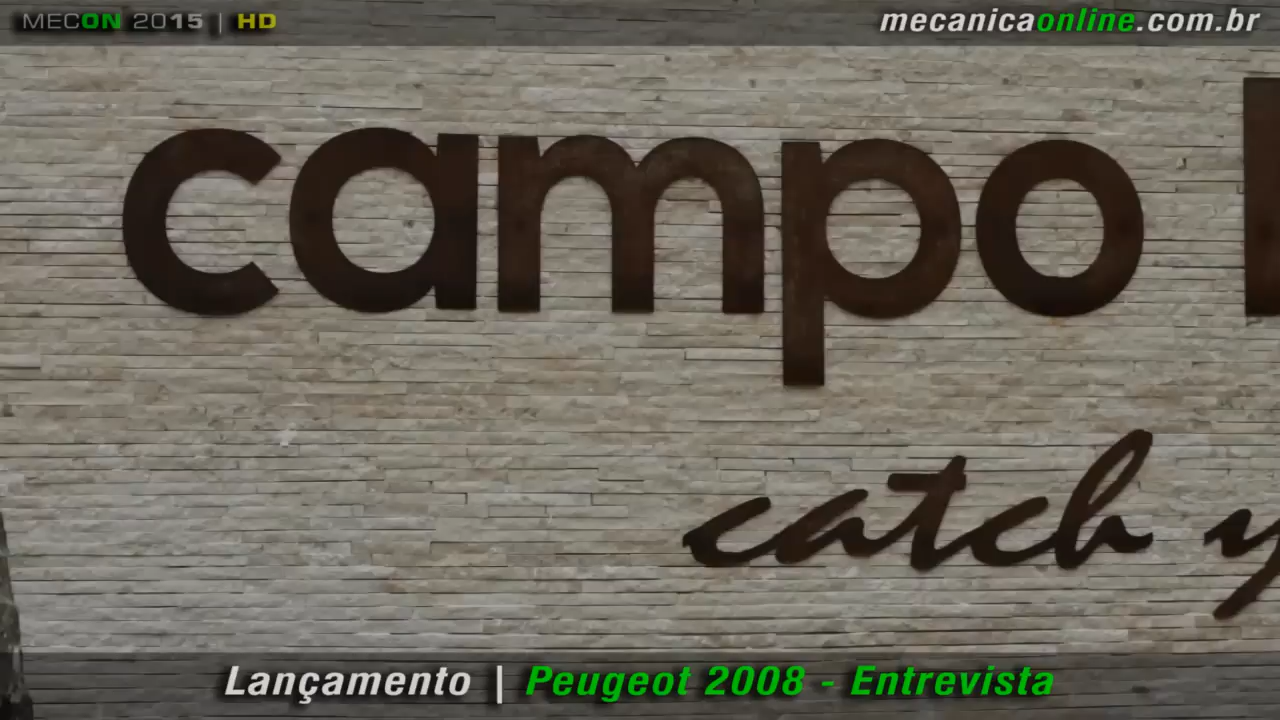 MECON 2015 | HD
mecanicaonline.com.br
campo
catch
Lançamento | Peugeot 2008 - Entrevista